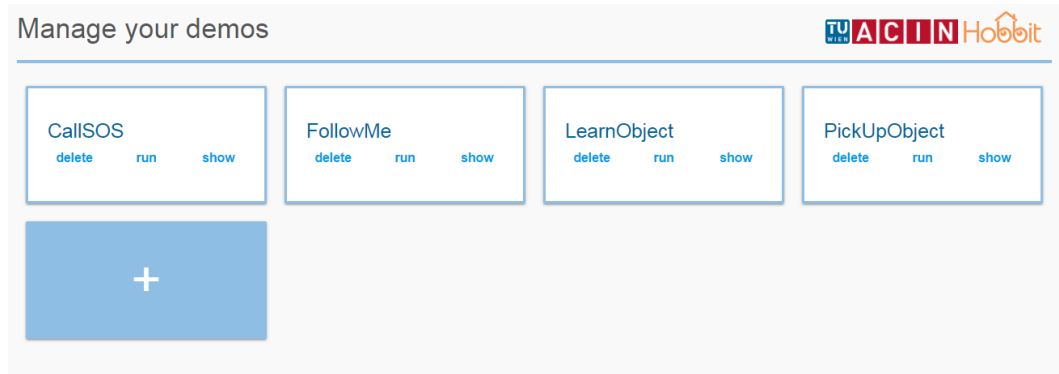 Manage your demos
TU WIEN ACIN Hobbit
CallSOS FollowMe LearnObject PickUpObject
delete run show delete run show delete run show delete run show
+